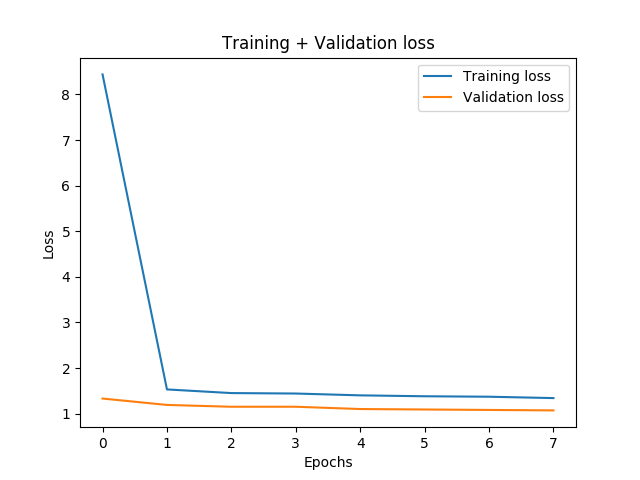 Training + Validation loss
Training loss
Validation loss
8
7
6
5
4
3
2
1
Loss
0 1 2 3 4 5 6 7
Epochs